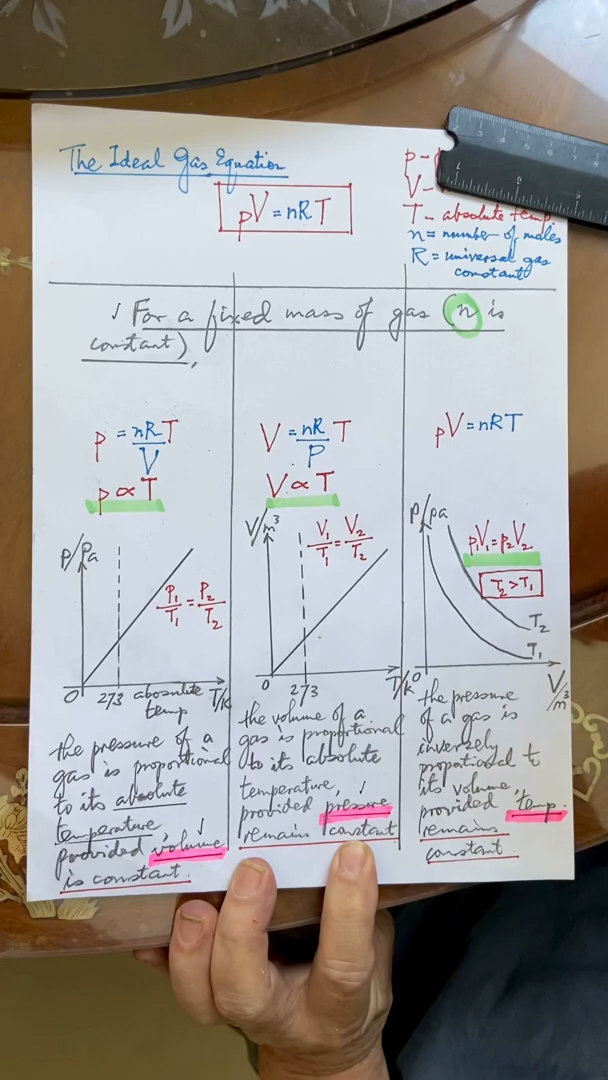 The Ideal Gas Equation
pV = nRT
p -
V -
T - absolute temp.
n = number of moles
R = universal gas
constant
✓ For a fixed mass of gas (n is
constant),
p = nR/V T
p ∝ T
P/Pa
P₁/T₁ = P₂/T₂
0 273 abosulte T/K
temp
the pressure of a
gas is proportional
to its absolute
temperature
provided volume
is constant.
V = nR/P T
V ∝ T
V/m³
V₁/T₁ = V₂/T₂
0 273 T/K
the volume of a
gas is proportional
to its absolute
temperature,
provided pressure
remains constant
pV = nRT
p/pa
p₁V₁ = p₂V₂
T₂ > T₁
T₂
T₁
0 V/m³
the pressure
of a gas is
inversely
propational to
its volume,
provided temp.
remains
constant.